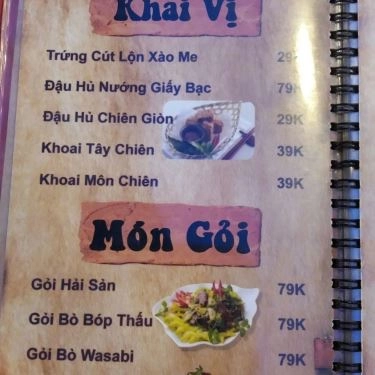 Khai Vị
Trứng Cút Lộn Xào Me 29K
Đậu Hủ Nướng Giấy Bạc 79K
Đậu Hủ Chiên Giòn 29K
Khoai Tây Chiên 39K
Khoai Môn Chiên 39K
Món Gỏi
Gỏi Hải Sản 79K
Gỏi Bò Bóp Thấu 79K
Gỏi Bò Wasabi 79K